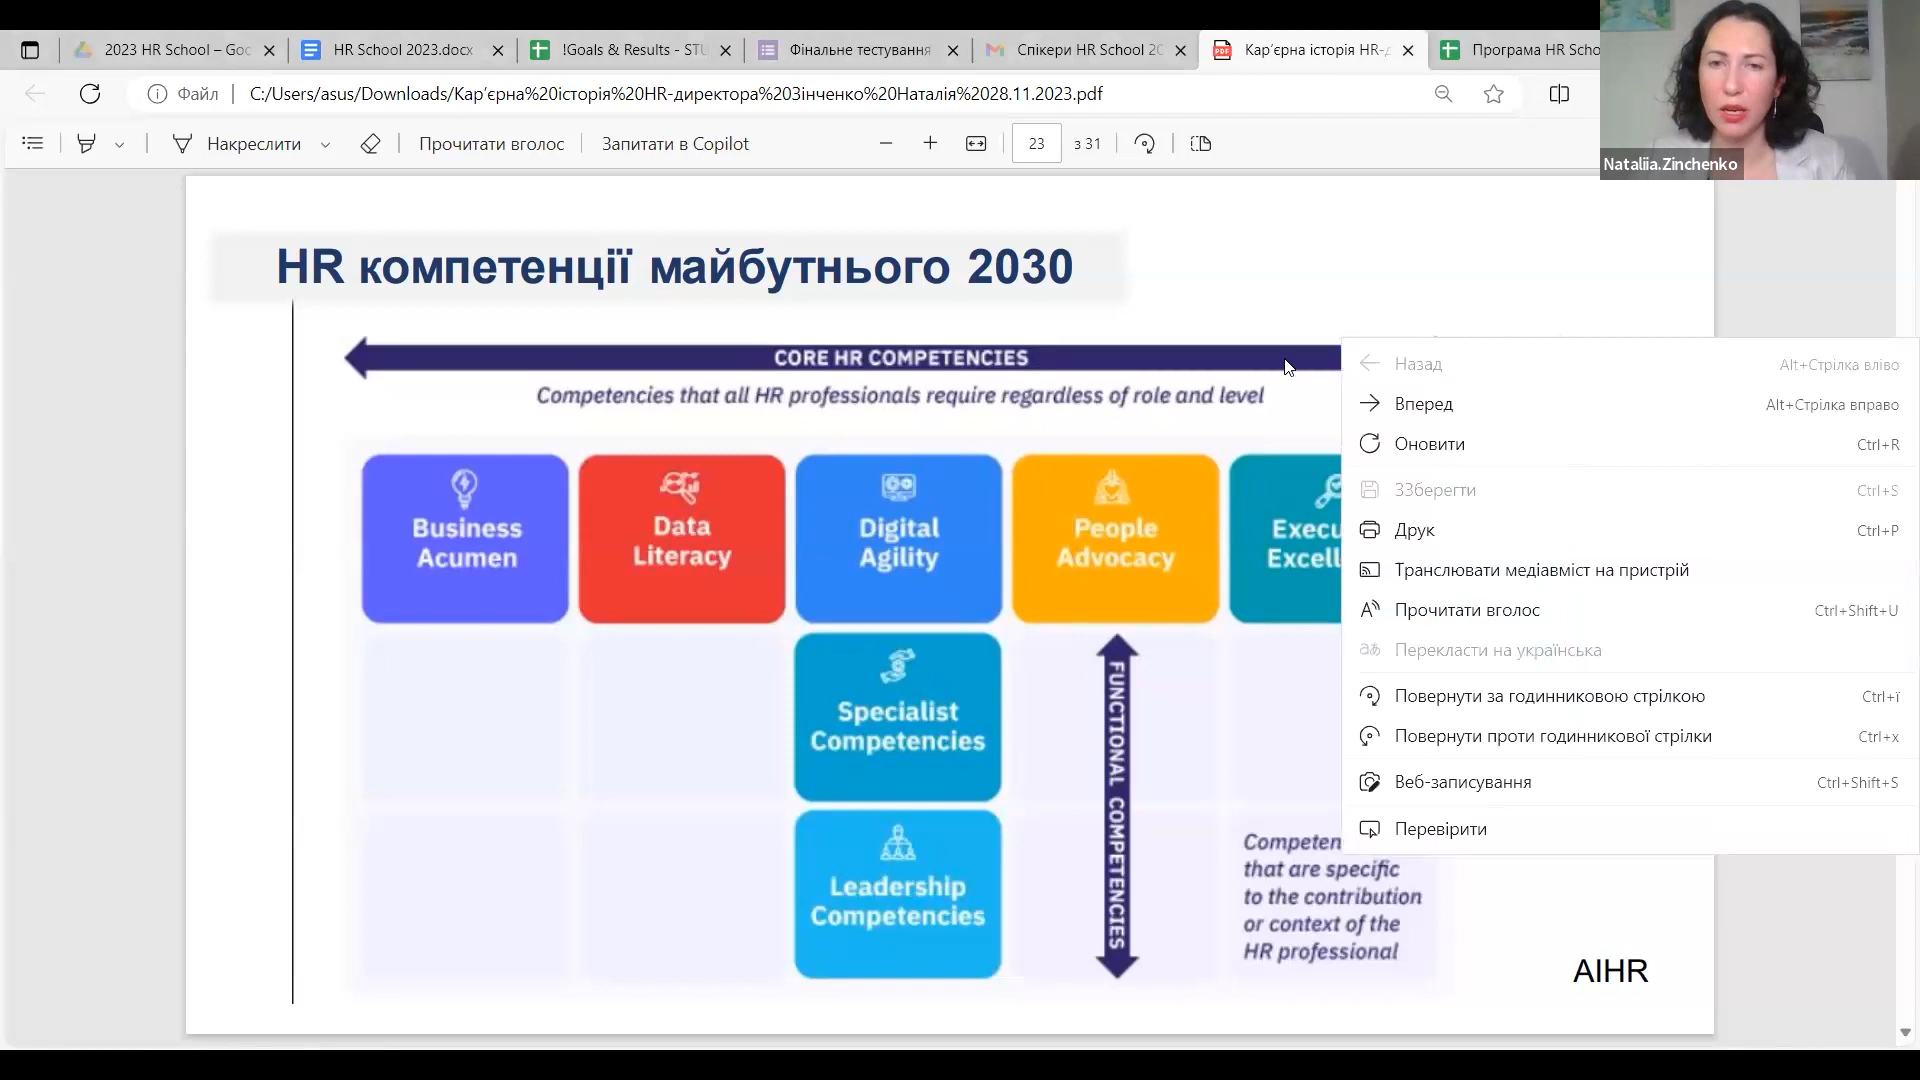 2023 HR School – Goo
HR School 2023.docx
!Goals & Results - STU
Фінальне тестування
Спікери HR School 20
Кар’єрна історія HR-д
Програма HR Scho
Файл
C:/Users/asus/Downloads/Кар’єрна%20історія%20HR-директора%20Зінченко%20Наталія%2028.11.2023.pdf
Накреслити
Прочитати вголос
Запитати в Copilot
23
з 31
Nataliia.Zinchenko
HR компетенції майбутнього 2030
CORE HR COMPETENCIES
Competencies that all HR professionals require regardless of role and level
Business
Acumen
Data
Literacy
Digital
Agility
People
Advocacy
Execu
Excell
Specialist
Competencies
Leadership
Competencies
FUNCTIONAL COMPETENCIES
Competen
that are specific
to the contribution
or context of the
HR professional
AIHR
Назад Alt+Стрілка вліво
Вперед Alt+Стрілка вправо
Оновити Ctrl+R
ЗЗберегти Ctrl+S
Друк Ctrl+P
Транслювати медіавміст на пристрій
Прочитати вголос Ctrl+Shift+U
Перекласти на українська
Повернути за годинниковою стрілкою Ctrl+ї
Повернути проти годинникової стрілки Ctrl+х
Веб-записування Ctrl+Shift+S
Перевірити